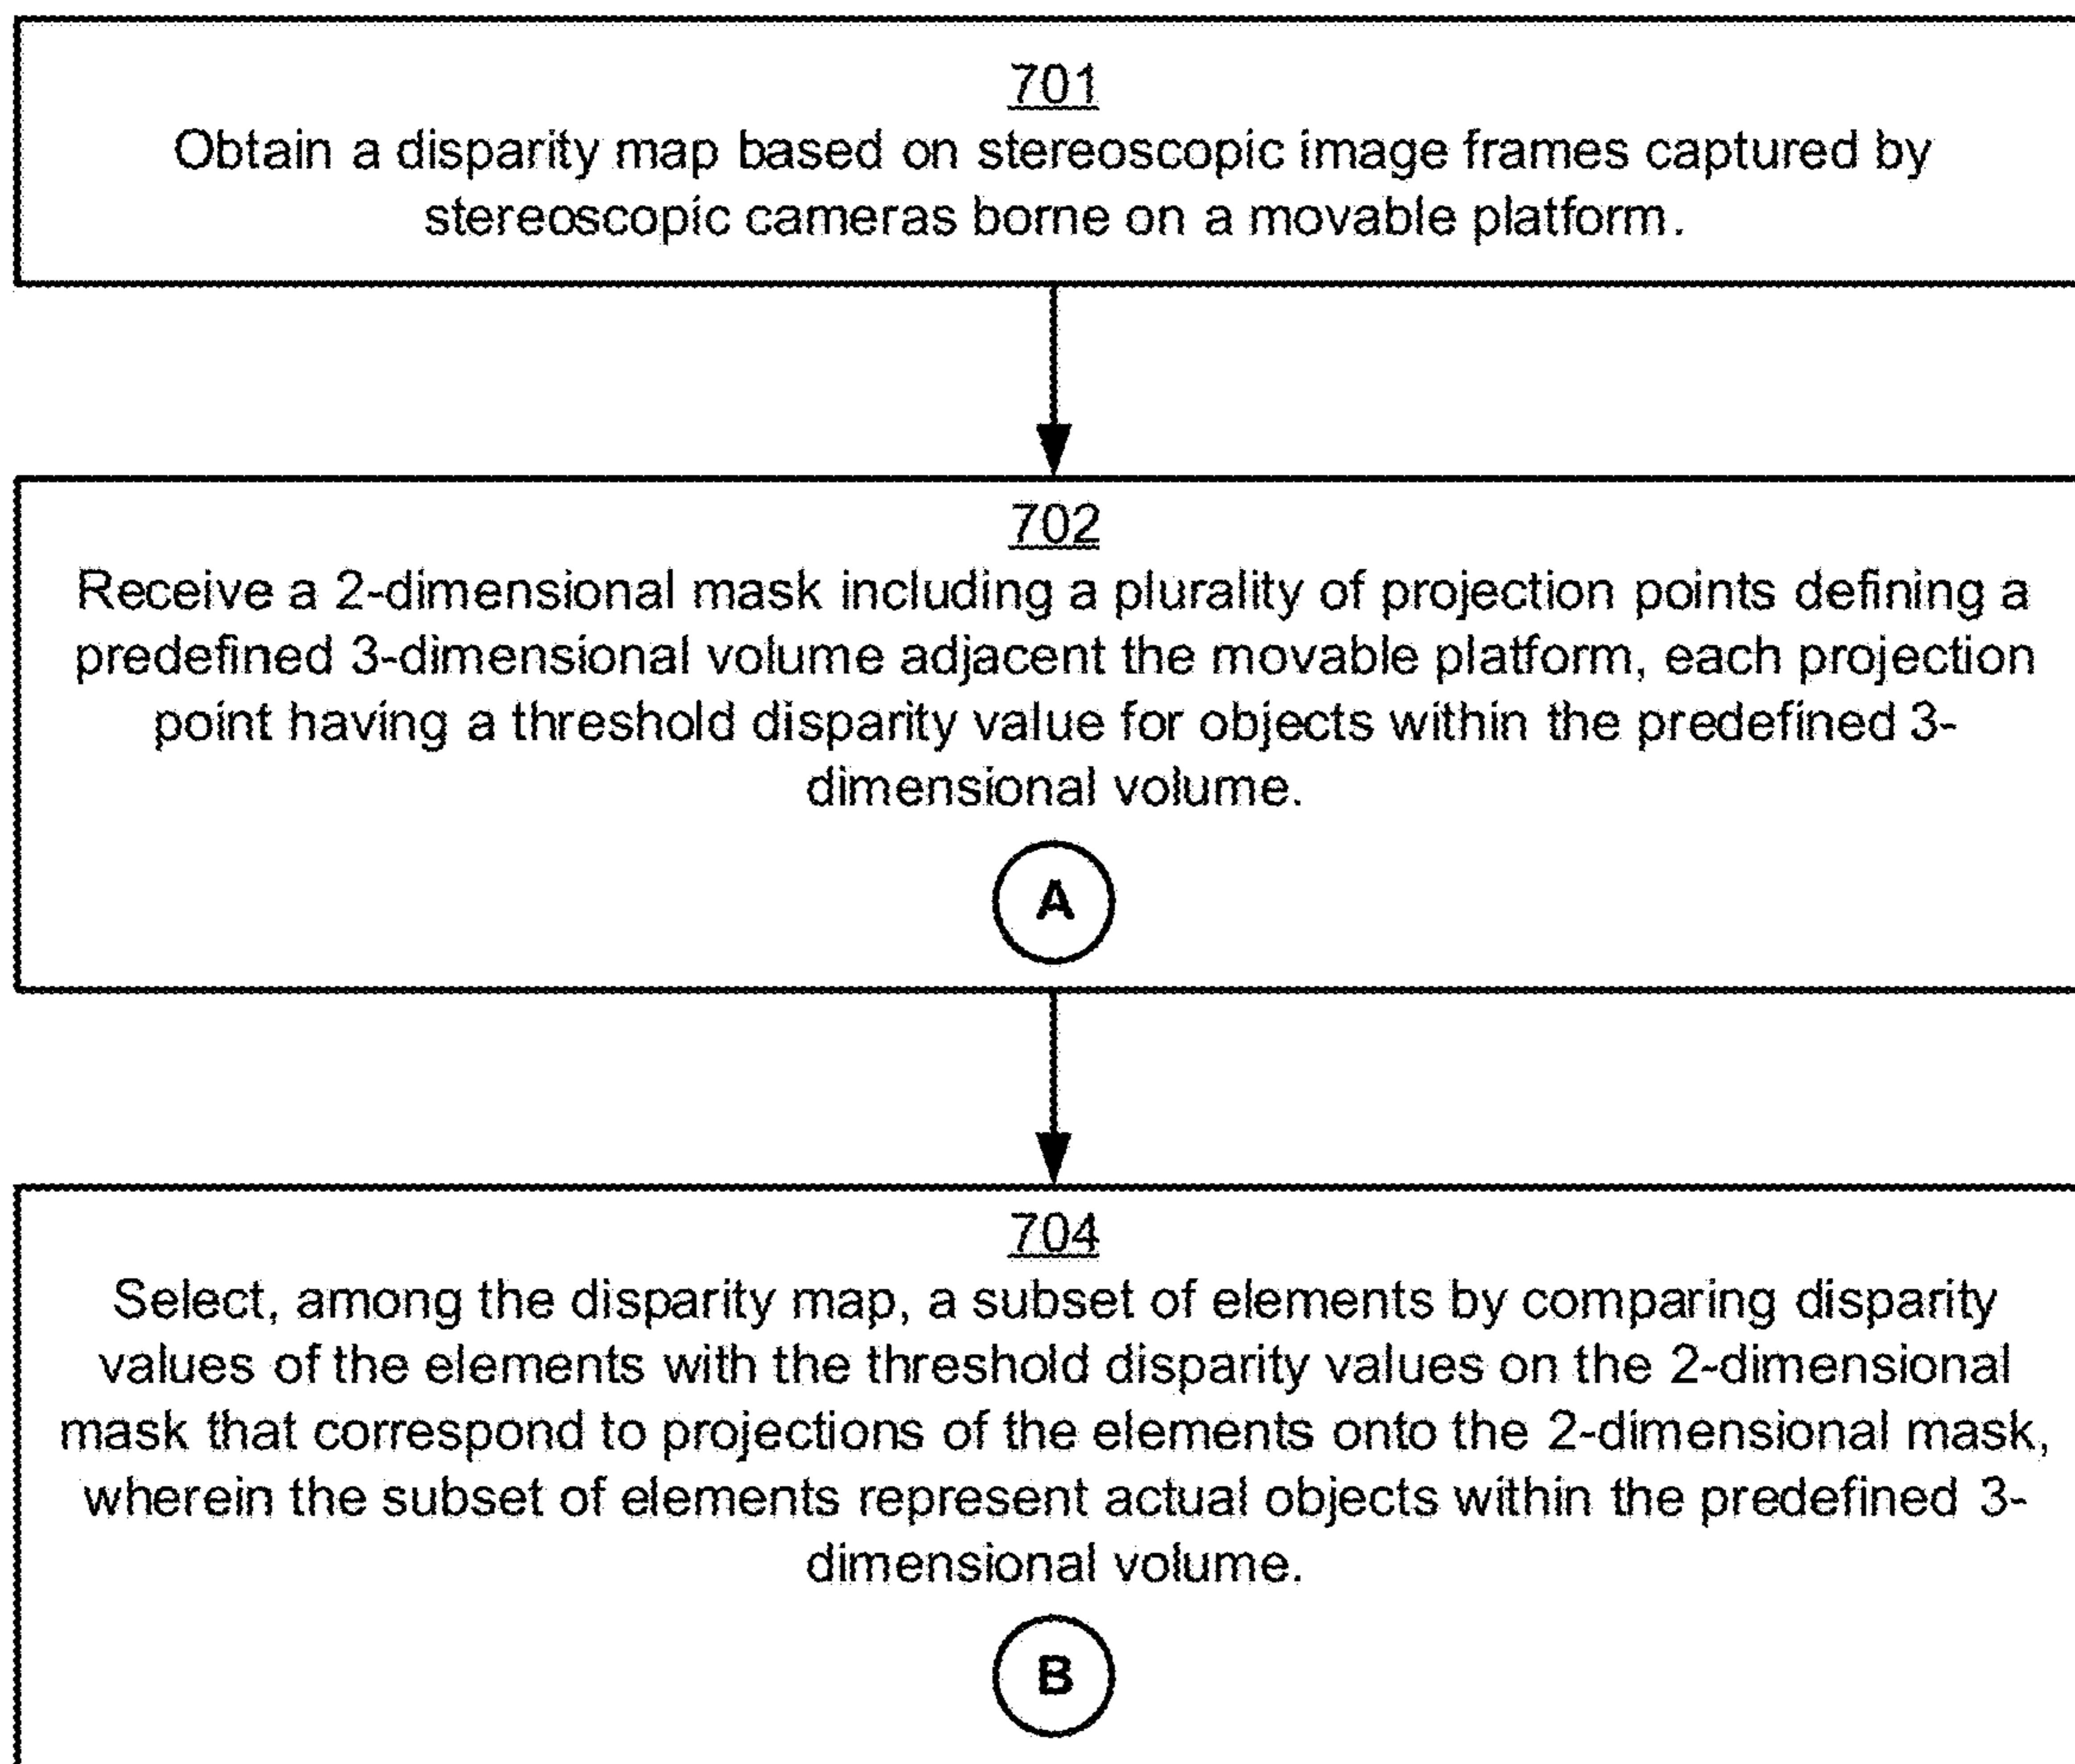 701
Obtain a disparity map based on stereoscopic image frames captured by
stereoscopic cameras borne on a movable platform.
702
Receive a 2-dimensional mask including a plurality of projection points defining a
predefined 3-dimensional volume adjacent the movable platform, each projection
point having a threshold disparity value for objects within the predefined 3-
dimensional volume.
A
704
Select, among the disparity map, a subset of elements by comparing disparity
values of the elements with the threshold disparity values on the 2-dimensional
mask that correspond to projections of the elements onto the 2-dimensional mask,
wherein the subset of elements represent actual objects within the predefined 3-
dimensional volume.
B